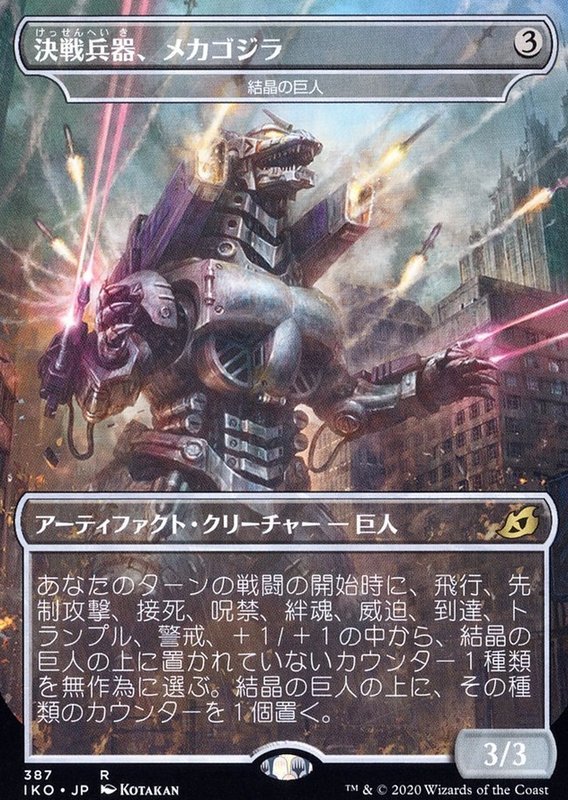 けっせんへいき
決戦兵器、メカゴジラ
3
結晶の巨人
アーティファクト・クリーチャー — 巨人
あなたのターンの戦闘の開始時に、飛行、先
制攻撃、接死、呪禁、絆魂、威迫、到達、ト
ランプル、警戒、+1/+1の中から、結晶の
巨人の上に置かれていないカウンター1種類
を無作為に選ぶ。結晶の巨人の上に、その種
類のカウンターを1個置く。
3/3
387 R
IKO • JP KOTAKAN
™ & © 2020 Wizards of the Coast